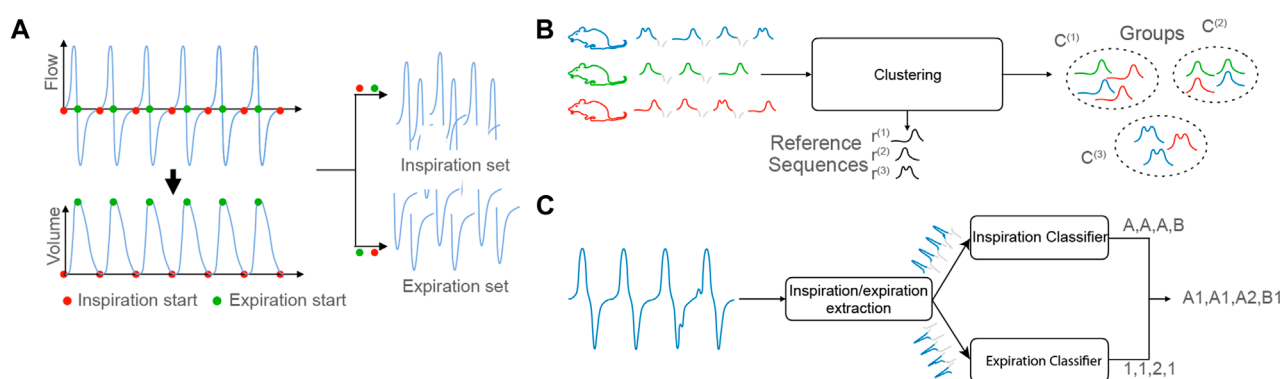 A
Flow
Volume
Inspiration start
Expiration start
Inspiration set
Expiration set
B
Clustering
Reference
Sequences
r(1)
r(2)
r(3)
Groups
C(1)
C(2)
C(3)
C
Inspiration/expiration
extraction
Inspiration Classifier
Expiration Classifier
A,A,A,B
1,1,2,1
A1,A1,A2,B1